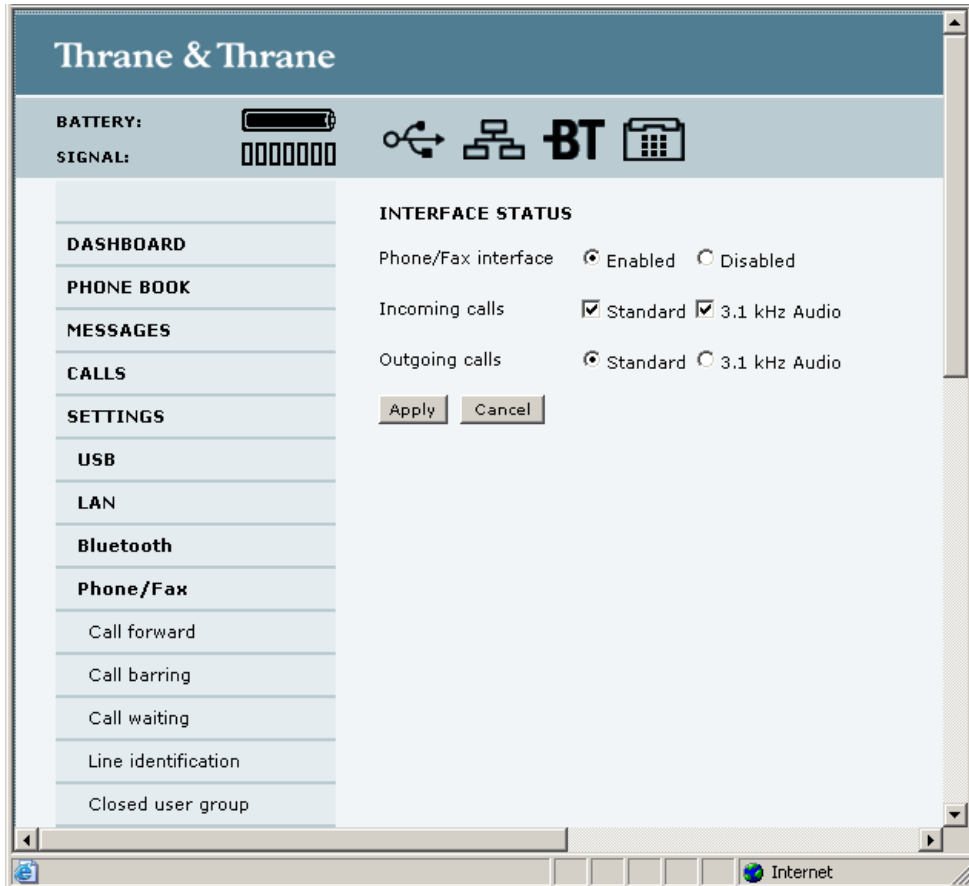 Thrane & Thrane
BATTERY:
SIGNAL:
BT
DASHBOARD
PHONE BOOK
MESSAGES
CALLS
SETTINGS
USB
LAN
Bluetooth
Phone/Fax
Call forward
Call barring
Call waiting
Line identification
Closed user group
INTERFACE STATUS
Phone/Fax interface Enabled Disabled
Incoming calls Standard 3.1 kHz Audio
Outgoing calls Standard 3.1 kHz Audio
Apply Cancel
Internet